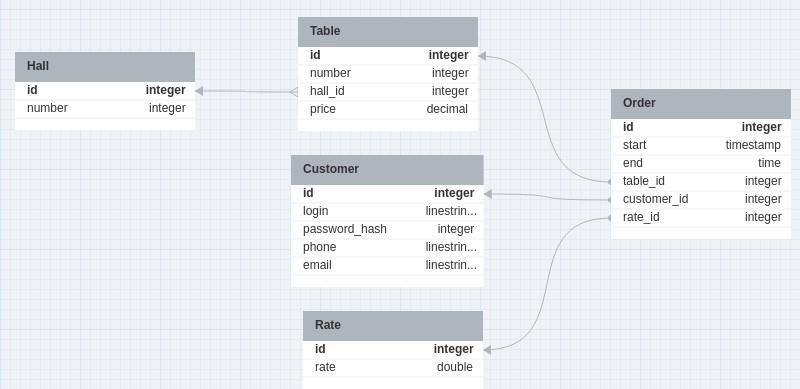 Hall
id integer
number integer
Table
id integer
number integer
hall_id integer
price decimal
Customer
id integer
login linestrin...
password_hash integer
phone linestrin...
email linestrin...
Rate
id integer
rate double
Order
id integer
start timestamp
end time
table_id integer
customer_id integer
rate_id integer